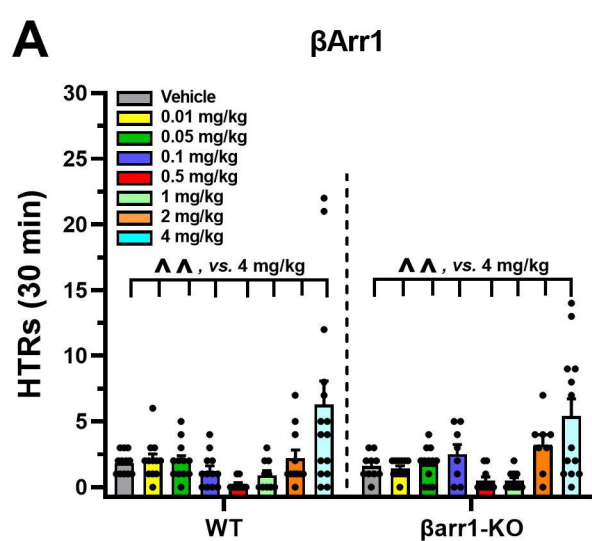 A
βArr1
HTRs (30 min)
30
25
20
15
10
5
0
Vehicle
0.01 mg/kg
0.05 mg/kg
0.1 mg/kg
0.5 mg/kg
1 mg/kg
2 mg/kg
4 mg/kg
^ ^ , vs. 4 mg/kg
^ ^ , vs. 4 mg/kg
WT
βarr1-KO